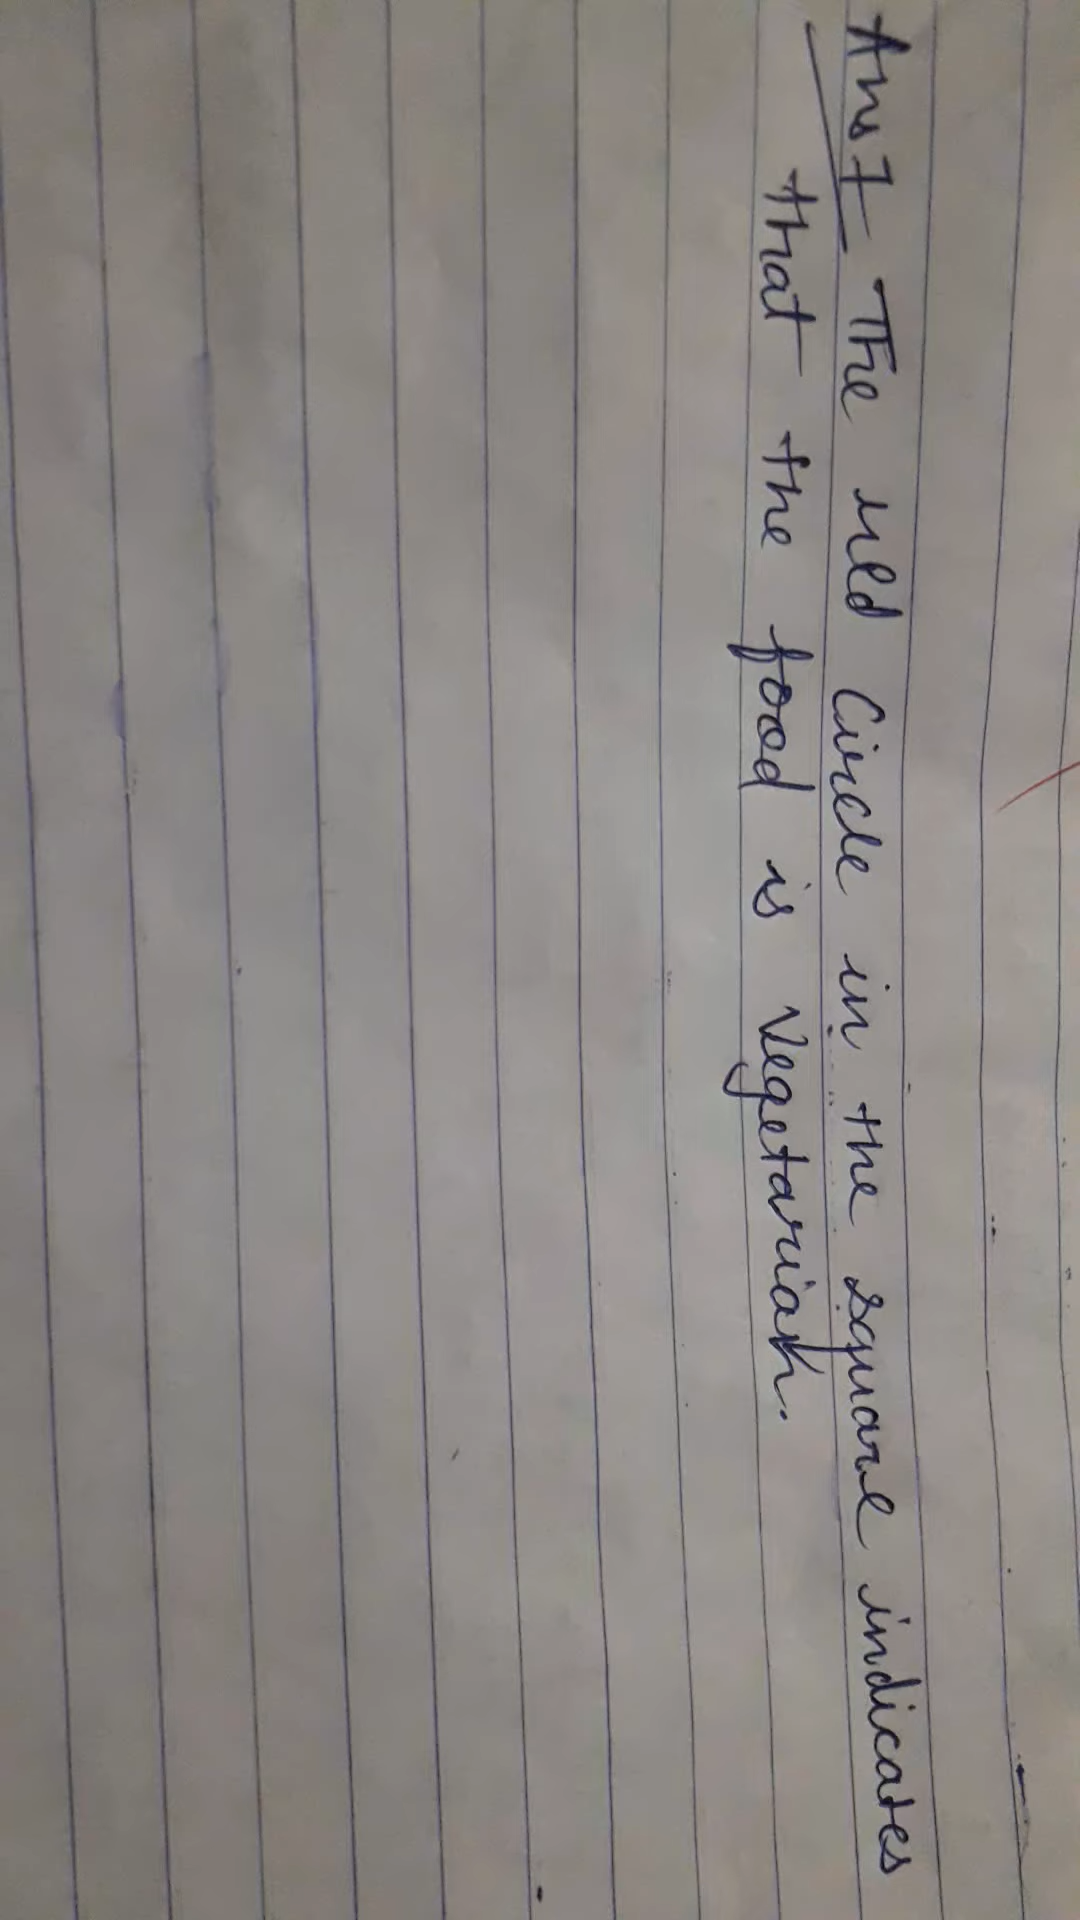 Ans 7 The red Circle in the square indicates
that the food is vegetarian.